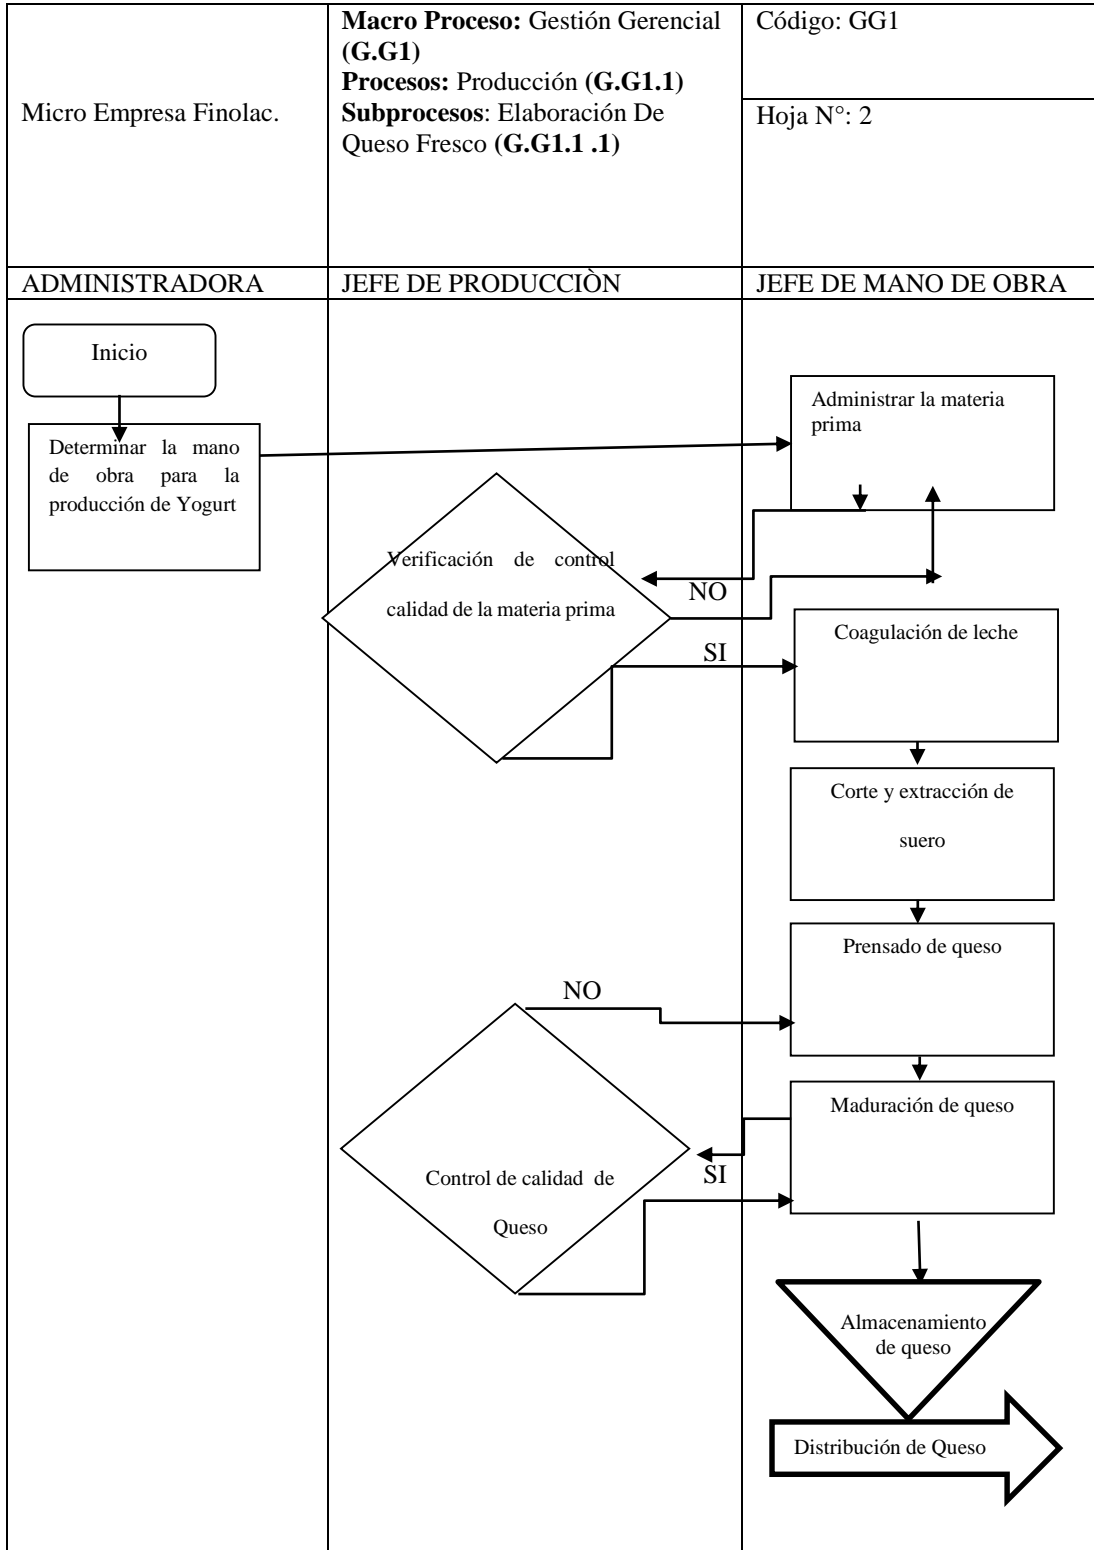 Micro Empresa Finolac.
Macro Proceso: Gestión Gerencial
(G.G1)
Procesos: Producción (G.G1.1)
Subprocesos: Elaboración De
Queso Fresco (G.G1.1 .1)
Código: GG1
Hoja N°: 2
ADMINISTRADORA
JEFE DE PRODUCCIÒN
JEFE DE MANO DE OBRA
Inicio
Determinar la mano
de obra para la
producción de Yogurt
Administrar la materia
prima
Verificación de control
calidad de la materia prima
NO
SI
Coagulación de leche
Corte y extracción de
suero
Prensado de queso
NO
Maduración de queso
SI
Control de calidad de
Queso
Almacenamiento
de queso
Distribución de Queso